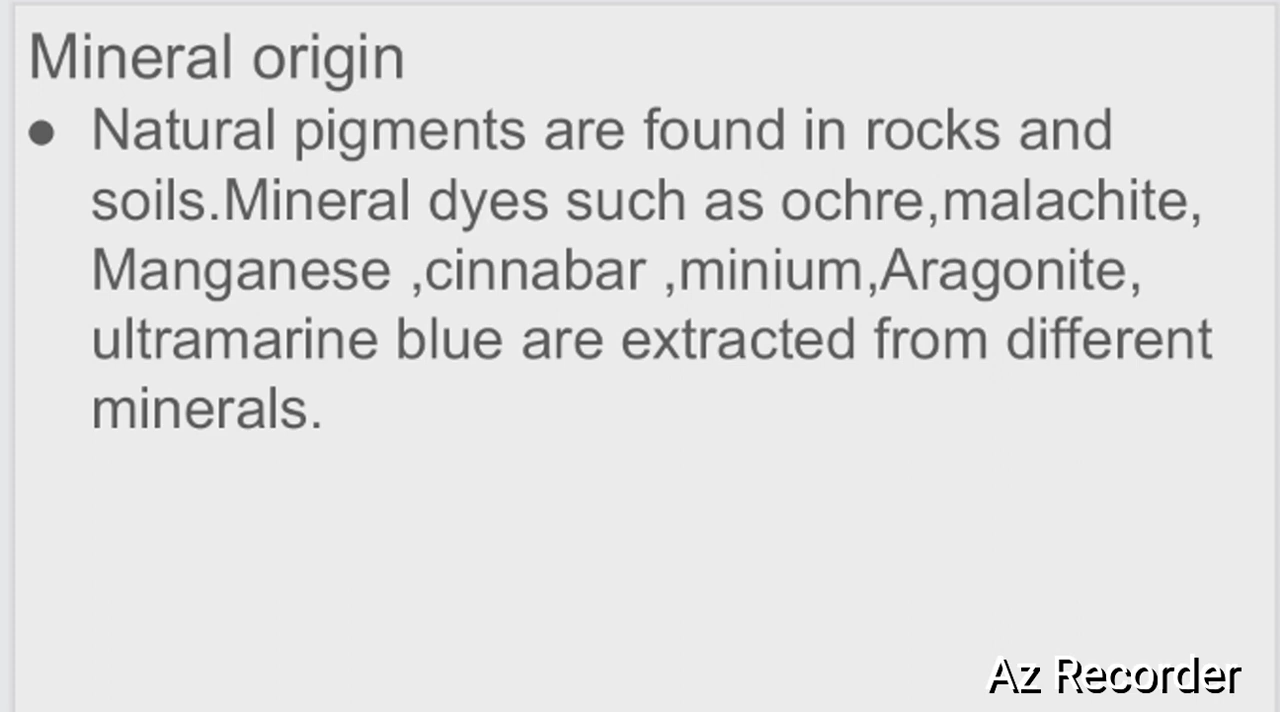 Mineral origin
● Natural pigments are found in rocks and
soils.Mineral dyes such as ochre,malachite,
Manganese ,cinnabar ,minium,Aragonite,
ultramarine blue are extracted from different
minerals.
Az Recorder